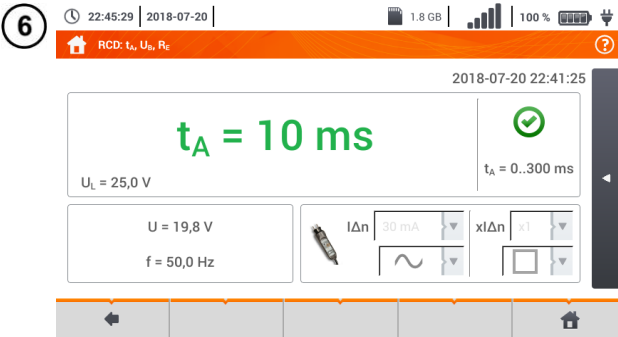 6
22:45:29 2018-07-20 1.8 GB 100 %
RCD: tA, UB, RE ?
2018-07-20 22:41:25
tA = 10 ms
tA = 0..300 ms
UL = 25,0 V
U = 19,8 V
f = 50,0 Hz
IΔn 30 mA xIΔn x1